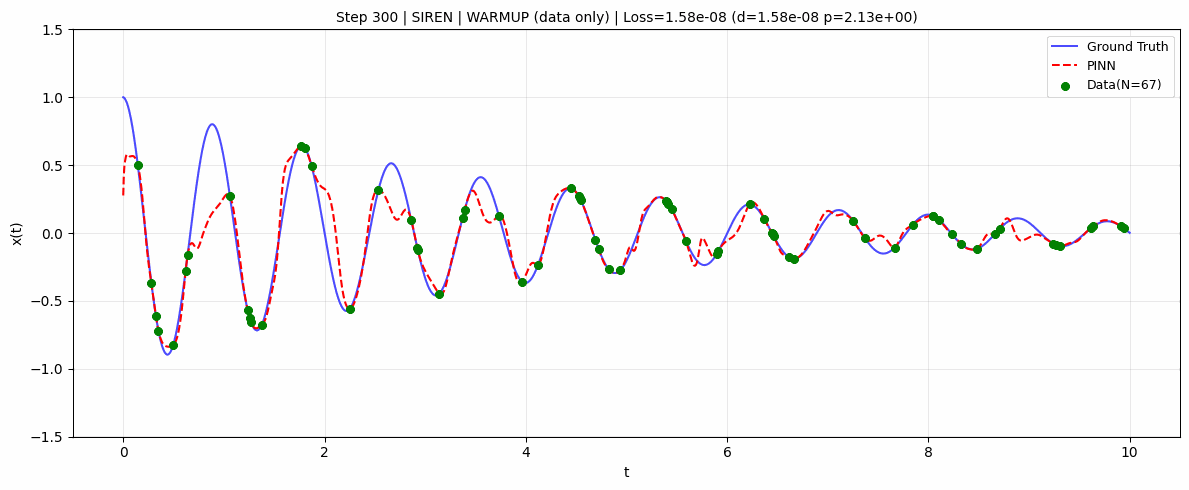 Step 300 | SIREN | WARMUP (data only) | Loss=1.58e-08 (d=1.58e-08 p=2.13e+00)
Ground Truth
PINN
Data(N=67)
1.5
1.0
0.5
0.0
−0.5
−1.0
−1.5
x(t)
0
2
4
6
8
10
t